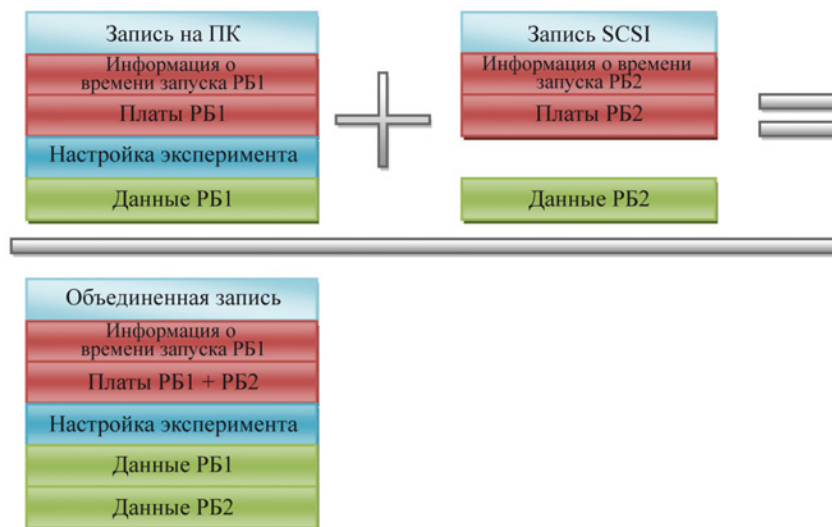 Запись на ПК
Информация о
времени запуска РБ1
Платы РБ1
Настройка эксперимента
Данные РБ1
Запись SCSI
Информация о времени
запуска РБ2
Платы РБ2
Данные РБ2
Объединенная запись
Информация о
времени запуска РБ1
Платы РБ1 + РБ2
Настройка эксперимента
Данные РБ1
Данные РБ2